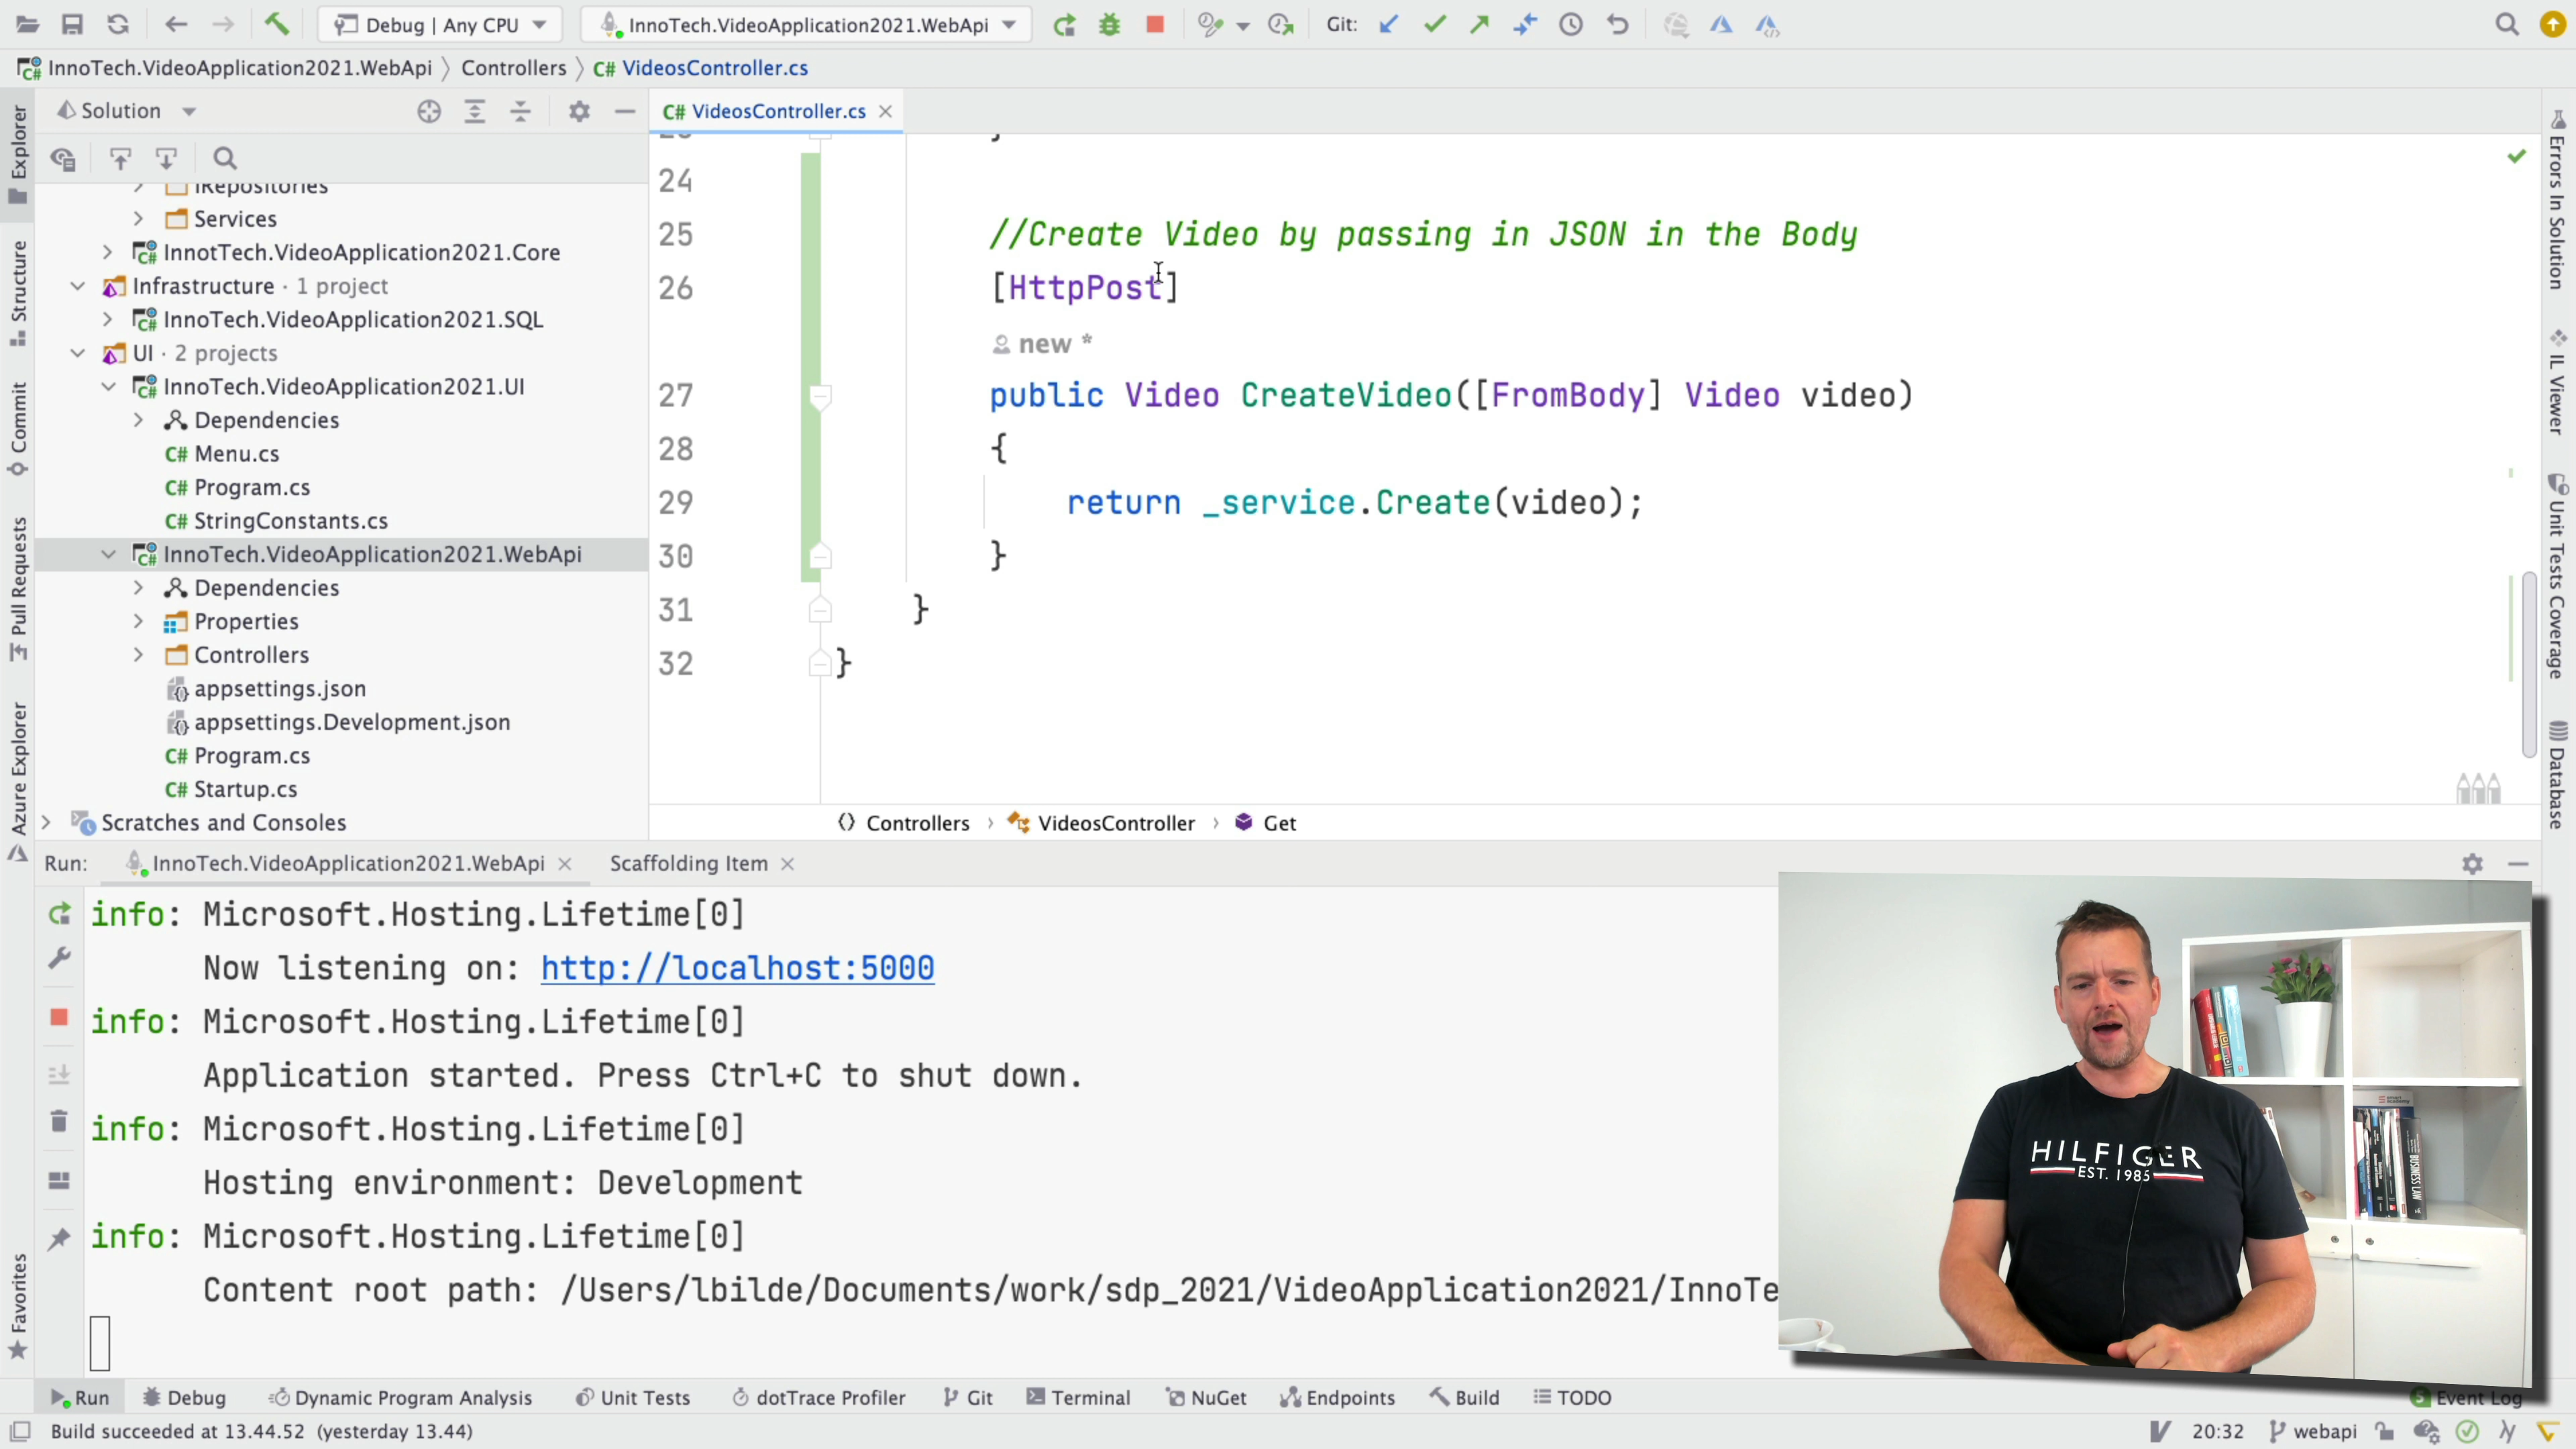 Debug | Any CPU
InnoTech.VideoApplication2021.WebApi
Git:
InnoTech.VideoApplication2021.WebApi
Controllers
C# VideosController.cs
Solution
C# VideosController.cs
Explorer
Structure
Commit
Pull Requests
Azure Explorer
Favorites
IRepositories
Services
InnotTech.VideoApplication2021.Core
Infrastructure · 1 project
InnoTech.VideoApplication2021.SQL
UI · 2 projects
InnoTech.VideoApplication2021.UI
Dependencies
C# Menu.cs
C# Program.cs
C# StringConstants.cs
InnoTech.VideoApplication2021.WebApi
Dependencies
Properties
Controllers
appsettings.json
appsettings.Development.json
C# Program.cs
C# Startup.cs
Scratches and Consoles
}
24
25 //Create Video by passing in JSON in the Body
26 [HttpPost]
new *
27 public Video CreateVideo([FromBody] Video video)
28 {
29 return _service.Create(video);
30 }
31 }
32 }
Controllers › VideosController › Get
Errors In Solution
IL Viewer
Unit Tests Coverage
Database
Run: InnoTech.VideoApplication2021.WebApi
Scaffolding Item
info: Microsoft.Hosting.Lifetime[0]
Now listening on: http://localhost:5000
info: Microsoft.Hosting.Lifetime[0]
Application started. Press Ctrl+C to shut down.
info: Microsoft.Hosting.Lifetime[0]
Hosting environment: Development
info: Microsoft.Hosting.Lifetime[0]
Content root path: /Users/lbilde/Documents/work/sdp_2021/VideoApplication2021/InnoTe
HILFIGER
EST. 1985
BUSINESS LAW
Run
Debug
Dynamic Program Analysis
Unit Tests
dotTrace Profiler
Git
Terminal
NuGet
Endpoints
Build
TODO
5 Event Log
Build succeeded at 13.44.52 (yesterday 13.44)
20:32
webapi